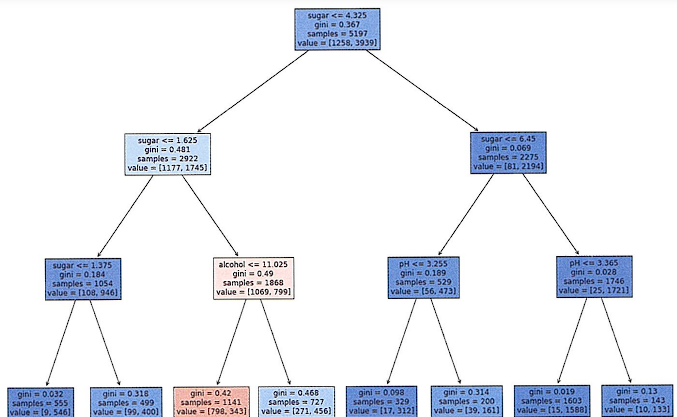 sugar <= 4.325
gini = 0.367
samples = 5197
value = [1258, 3939]
sugar <= 1.625
gini = 0.481
samples = 2922
value = [1177, 1745]
sugar <= 6.45
gini = 0.069
samples = 2275
value = [81, 2194]
sugar <= 1.375
gini = 0.184
samples = 1054
value = [108, 946]
alcohol <= 11.025
gini = 0.49
samples = 1868
value = [1069, 799]
pH <= 3.255
gini = 0.189
samples = 529
value = [56, 473]
pH <= 3.365
gini = 0.028
samples = 1746
value = [25, 1721]
gini = 0.032
samples = 555
value = [9, 546]
gini = 0.318
samples = 499
value = [99, 400]
gini = 0.42
samples = 1141
value = [798, 343]
gini = 0.468
samples = 727
value = [271, 456]
gini = 0.098
samples = 329
value = [17, 312]
gini = 0.314
samples = 200
value = [39, 161]
gini = 0.019
samples = 1603
value = [15, 1588]
gini = 0.13
samples = 143
value = [10, 133]